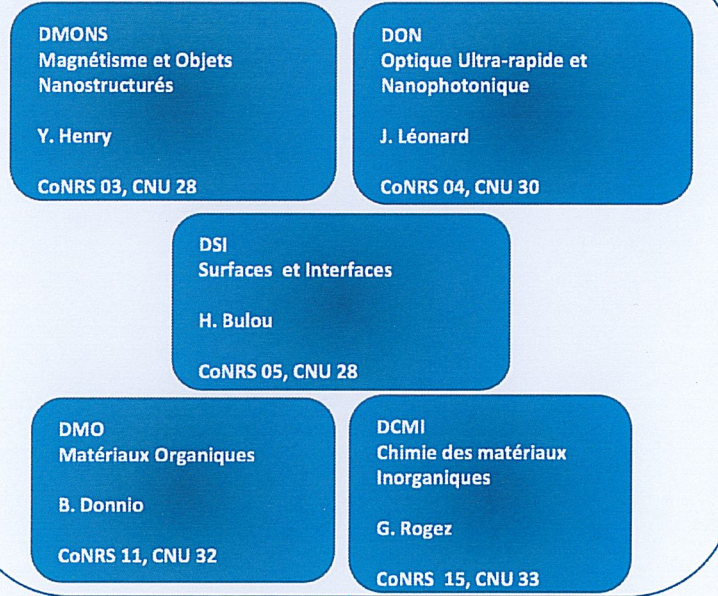 DMONS
Magnétisme et Objets
Nanostructurés
Y. Henry
CoNRS 03, CNU 28
DON
Optique Ultra-rapide et
Nanophotonique
J. Léonard
CoNRS 04, CNU 30
DSI
Surfaces et Interfaces
H. Bulou
CoNRS 05, CNU 28
DMO
Matériaux Organiques
B. Donnio
CoNRS 11, CNU 32
DCMI
Chimie des matériaux
Inorganiques
G. Rogez
CoNRS 15, CNU 33